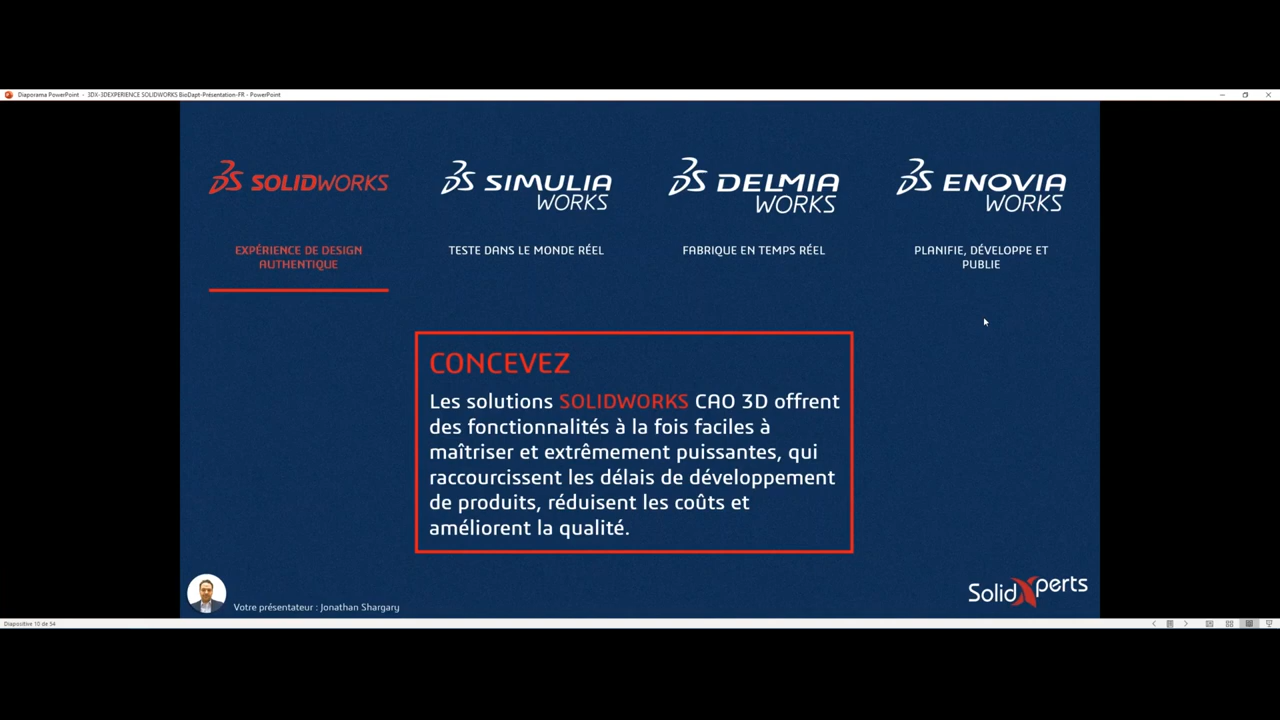 Diaporama PowerPoint - 3DX-3DEXPERIENCE SOLIDWORKS BioDapt-Présentation-FR - PowerPoint
SOLIDWORKS
SIMULIA
WORKS
DELMIA
WORKS
ENOVIA
WORKS
EXPÉRIENCE DE DESIGN
AUTHENTIQUE
TESTE DANS LE MONDE RÉEL
FABRIQUE EN TEMPS RÉEL
PLANIFIE, DÉVELOPPE ET
PUBLIE
CONCEVEZ
Les solutions SOLIDWORKS CAO 3D offrent
des fonctionnalités à la fois faciles à
maîtriser et extrêmement puissantes, qui
raccourcissent les délais de développement
de produits, réduisent les coûts et
améliorent la qualité.
Votre présentateur : Jonathan Shargary
SolidXperts
Diapositive 10 de 54